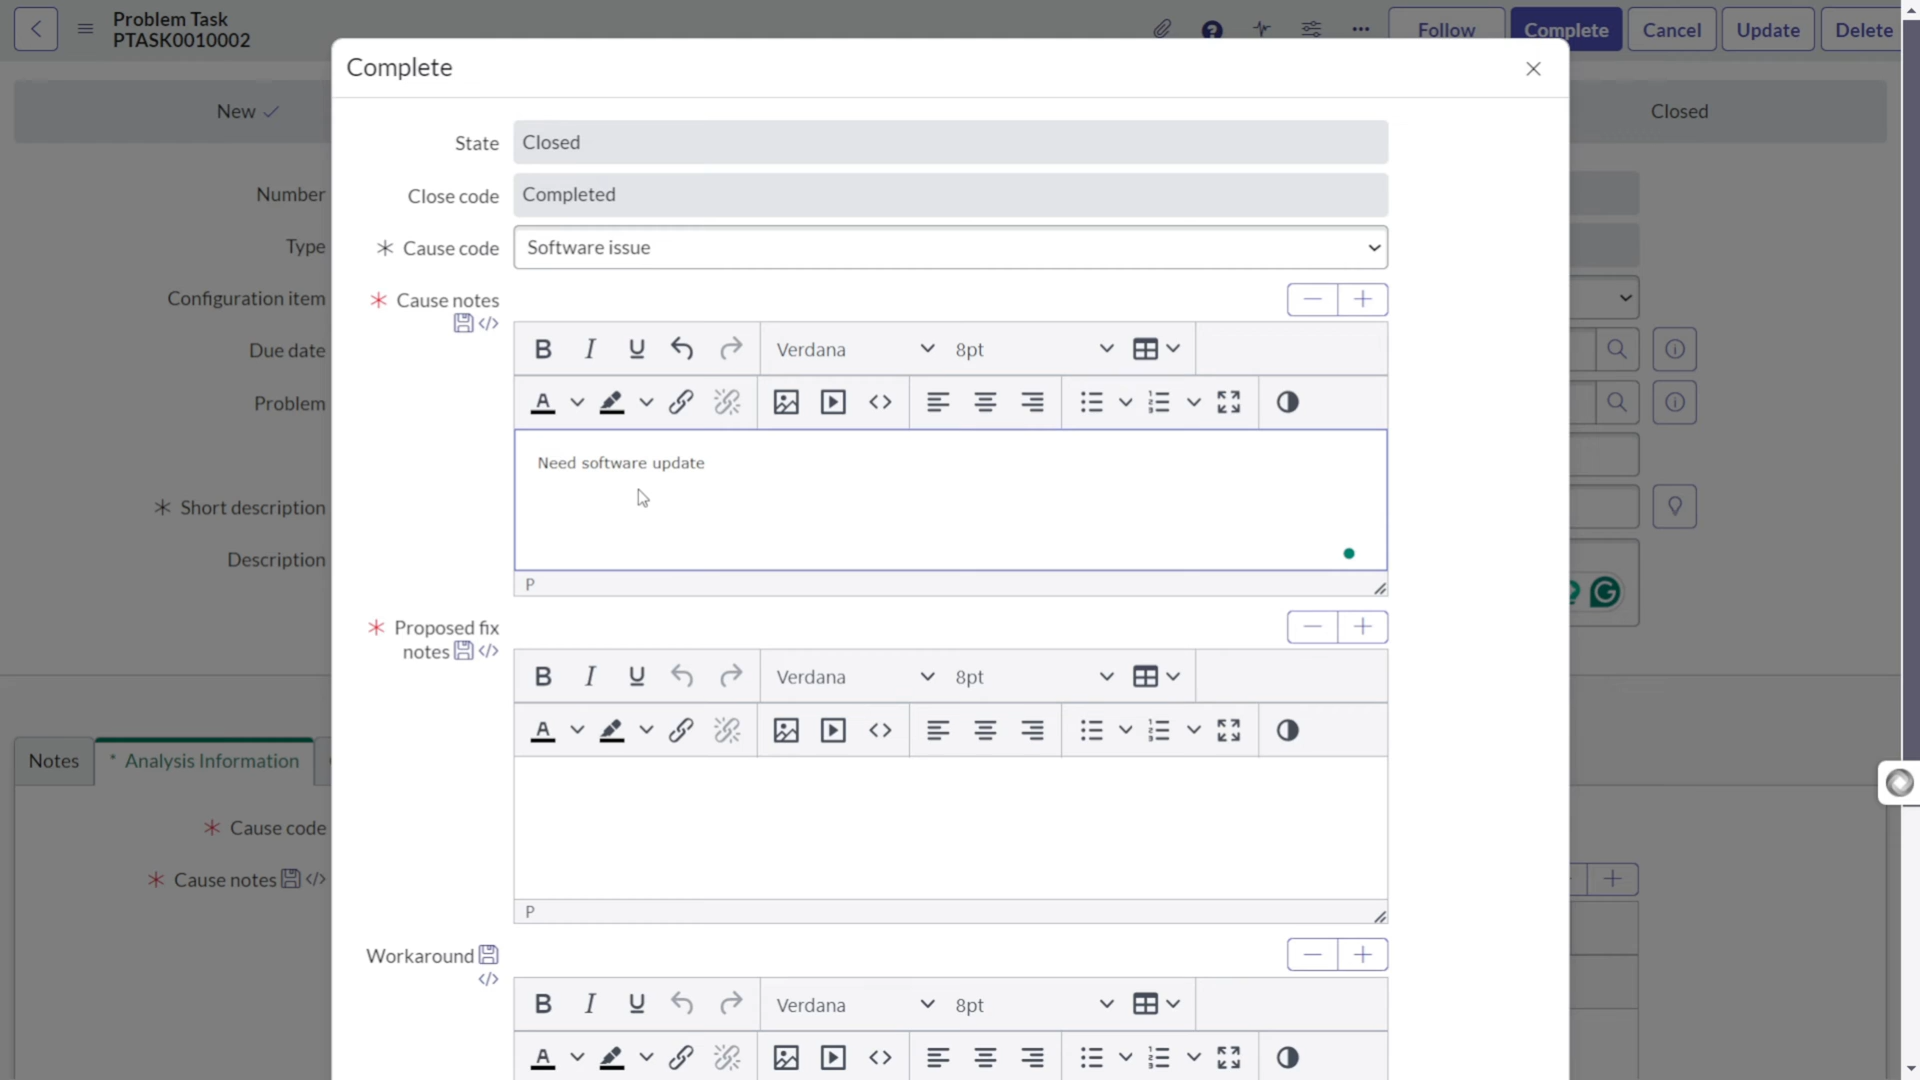 Problem Task
PTASK0010002
Follow
Complete
Cancel
Update
Delete
Complete
New
Closed
State
Closed
Close code
Completed
Number
Type
Configuration item
Due date
Problem
* Short description
Description
* Cause code
Software issue
* Cause notes
B I U
Verdana
8pt
A
Need software update
P
* Proposed fix
notes
B I U
Verdana
8pt
A
P
Notes
* Analysis Information
* Cause code
* Cause notes
Workaround
B I U
Verdana
8pt
A